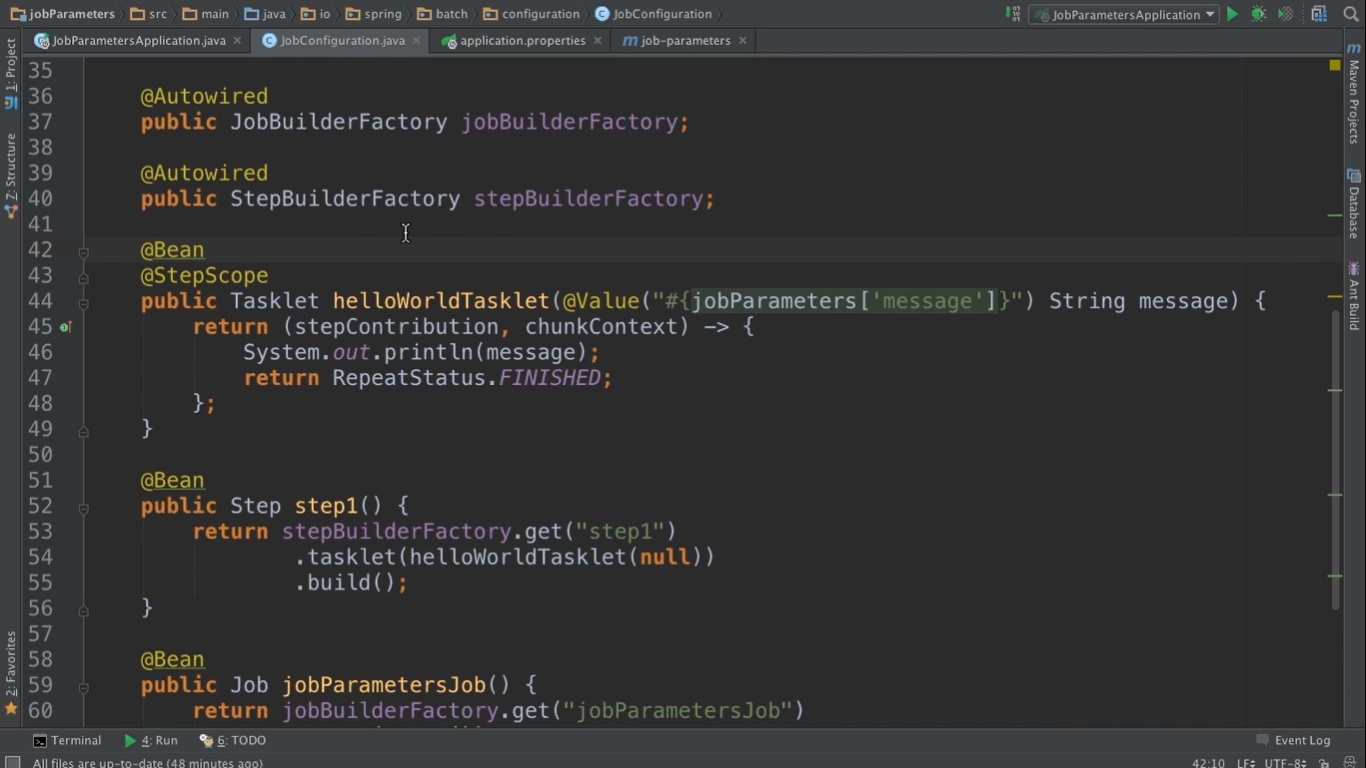 jobParameters src main java io spring batch configuration JobConfiguration JobParametersApplication
JobParametersApplication.java JobConfiguration.java application.properties m job-parameters
1: Project
Z: Structure
2: Favorites
m Maven Projects
Database
Ant Build
35
36 @Autowired
37 public JobBuilderFactory jobBuilderFactory;
38
39 @Autowired
40 public StepBuilderFactory stepBuilderFactory;
41
42 @Bean
43 @StepScope
44 public Tasklet helloWorldTasklet(@Value("#{jobParameters['message']}") String message) {
45 return (stepContribution, chunkContext) -> {
46 System.out.println(message);
47 return RepeatStatus.FINISHED;
48 };
49 }
50
51 @Bean
52 public Step step1() {
53 return stepBuilderFactory.get("step1")
54 .tasklet(helloWorldTasklet(null))
55 .build();
56 }
57
58 @Bean
59 public Job jobParametersJob() {
60 return jobBuilderFactory.get("jobParametersJob")
Terminal 4: Run 6: TODO Event Log
All files are up-to-date (48 minutes ago) 42:10 LF UTF-8